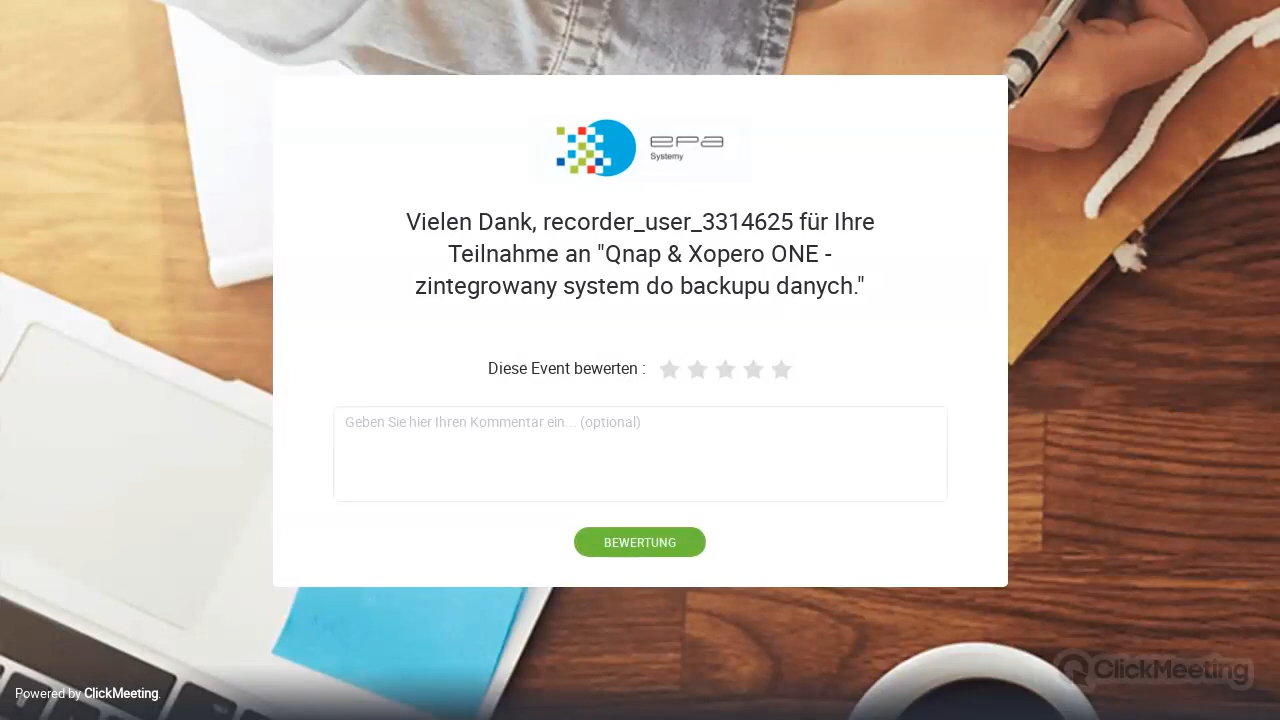 epa
Systemy
Vielen Dank, recorder_user_3314625 für Ihre
Teilnahme an "Qnap & Xopero ONE -
zintegrowany system do backupu danych."
Diese Event bewerten :
Geben Sie hier Ihren Kommentar ein... (optional)
BEWERTUNG
ClickMeeting
Powered by ClickMeeting.